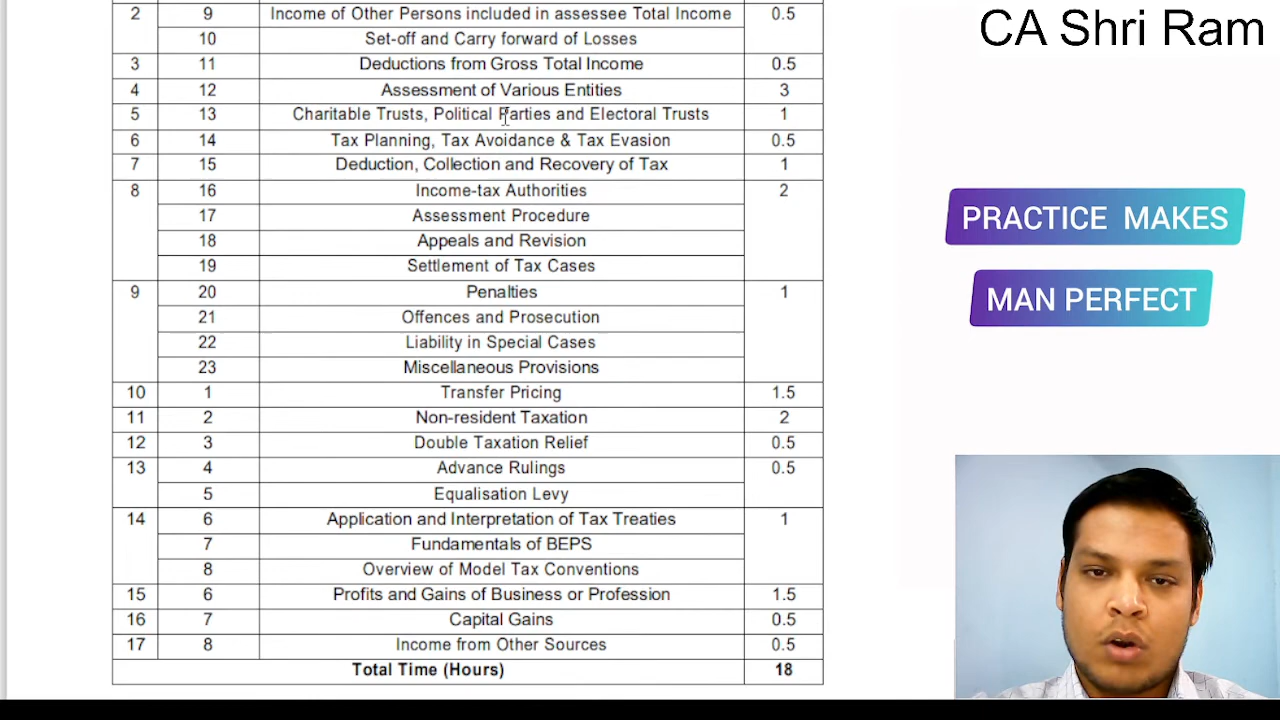 CA Shri Ram
2 9 Income of Other Persons included in assessee Total Income 0.5
10 Set-off and Carry forward of Losses
3 11 Deductions from Gross Total Income 0.5
4 12 Assessment of Various Entities 3
5 13 Charitable Trusts, Political Parties and Electoral Trusts 1
6 14 Tax Planning, Tax Avoidance & Tax Evasion 0.5
7 15 Deduction, Collection and Recovery of Tax 1
8 16 Income-tax Authorities 2
17 Assessment Procedure
18 Appeals and Revision
19 Settlement of Tax Cases
9 20 Penalties 1
21 Offences and Prosecution
22 Liability in Special Cases
23 Miscellaneous Provisions
10 1 Transfer Pricing 1.5
11 2 Non-resident Taxation 2
12 3 Double Taxation Relief 0.5
13 4 Advance Rulings 0.5
5 Equalisation Levy
14 6 Application and Interpretation of Tax Treaties 1
7 Fundamentals of BEPS
8 Overview of Model Tax Conventions
15 6 Profits and Gains of Business or Profession 1.5
16 7 Capital Gains 0.5
17 8 Income from Other Sources 0.5
Total Time (Hours) 18
PRACTICE MAKES
MAN PERFECT